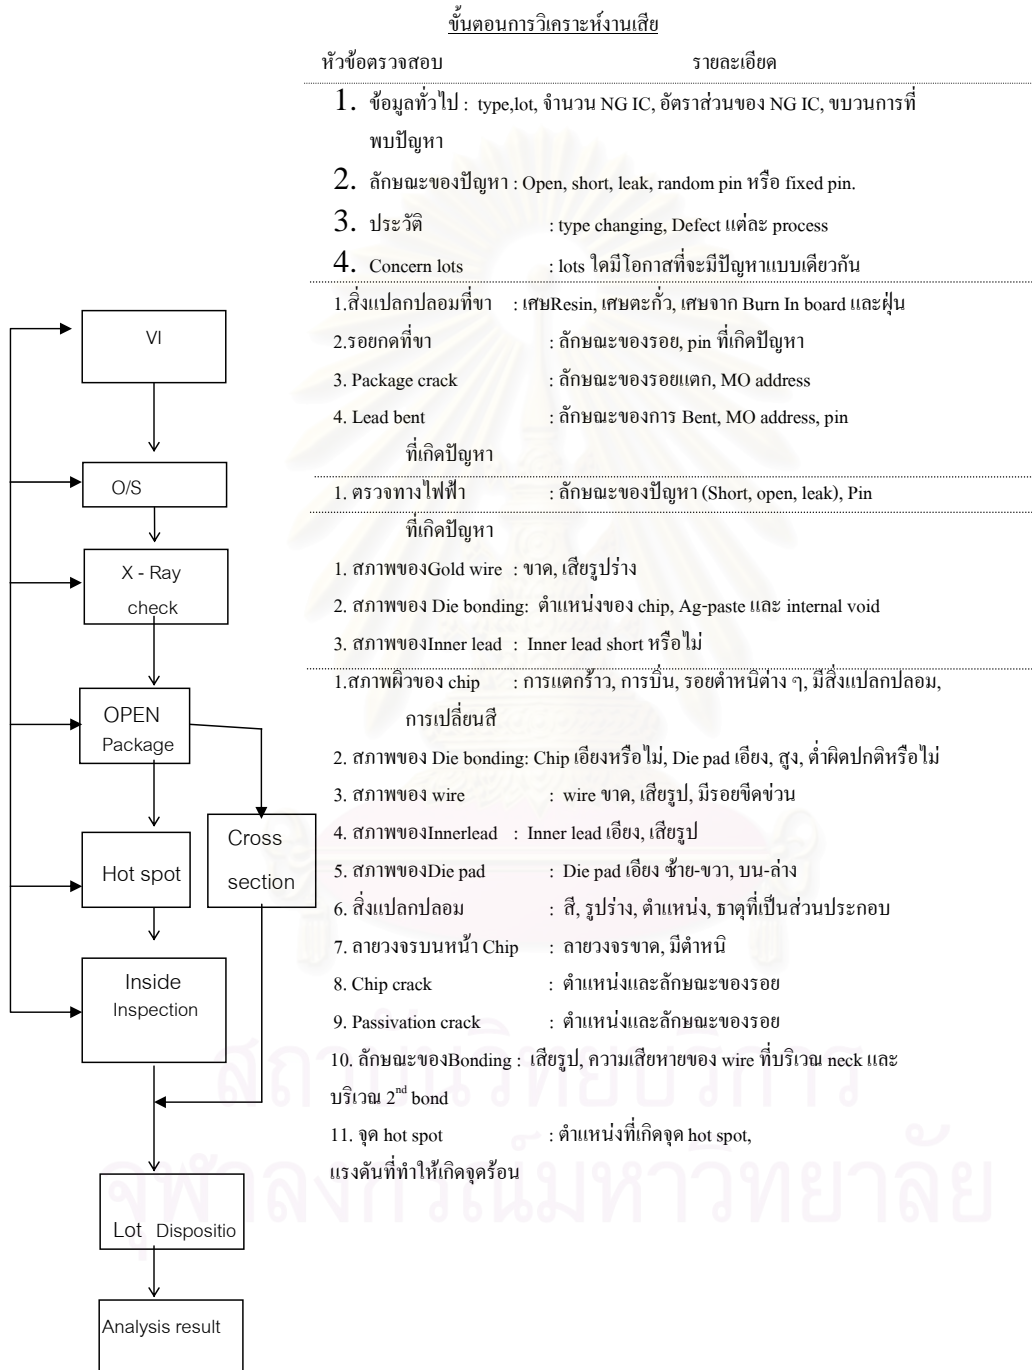 ขั้นตอนการวิเคราะห์งานเสีย
หัวข้อตรวจสอบ รายละเอียด
1. ข้อมูลทั่วไป : type,lot, จำนวน NG IC, อัตราส่วนของ NG IC, ขบวนการที่
พบปัญหา
2. ลักษณะของปัญหา : Open, short, leak, random pin หรือ fixed pin.
3. ประวัติ : type changing, Defect แต่ละ process
4. Concern lots : lots ใดมีโอกาสที่จะมีปัญหาแบบเดียวกัน
1.สิ่งแปลกปลอมที่ขา : เศษResin, เศษตะกั่ว, เศษจาก Burn In board และฝุ่น
2.รอยกดที่ขา : ลักษณะของรอย, pin ที่เกิดปัญหา
3. Package crack : ลักษณะของรอยแตก, MO address
4. Lead bent : ลักษณะของการ Bent, MO address, pin
ที่เกิดปัญหา
1. ตรวจทางไฟฟ้า : ลักษณะของปัญหา (Short, open, leak), Pin
ที่เกิดปัญหา
1. สภาพของGold wire : ขาด, เสียรูปร่าง
2. สภาพของ Die bonding: ตำแหน่งของ chip, Ag-paste และ internal void
3. สภาพของInner lead : Inner lead short หรือไม่
1.สภาพผิวของ chip : การแตกร้าว, การบิ่น, รอยตำหนิต่าง ๆ, มีสิ่งแปลกปลอม,
การเปลี่ยนสี
2. สภาพของ Die bonding: Chip เอียงหรือไม่, Die pad เอียง, สูง, ต่ำผิดปกติหรือไม่
3. สภาพของ wire : wire ขาด, เสียรูป, มีรอยขีดข่วน
4. สภาพของInnerlead : Inner lead เอียง, เสียรูป
5. สภาพของDie pad : Die pad เอียง ซ้าย-ขวา, บน-ล่าง
6. สิ่งแปลกปลอม : สี, รูปร่าง, ตำแหน่ง, ธาตุที่เป็นส่วนประกอบ
7. ลายวงจรบนหน้า Chip : ลายวงจรขาด, มีตำหนิ
8. Chip crack : ตำแหน่งและลักษณะของรอย
9. Passivation crack : ตำแหน่งและลักษณะของรอย
10. ลักษณะของBonding : เสียรูป, ความเสียหายของ wire ที่บริเวณ neck และ
บริเวณ 2nd bond
11. จุด hot spot : ตำแหน่งที่เกิดจุด hot spot,
แรงดันที่ทำให้เกิดจุดร้อน
VI
O/S
X - Ray
check
OPEN
Package
Hot spot
Cross
section
Inside
Inspection
Lot Dispositio
Analysis result
สถาบันวิทยบริการ
จุฬาลงกรณ์มหาวิทยาลัย